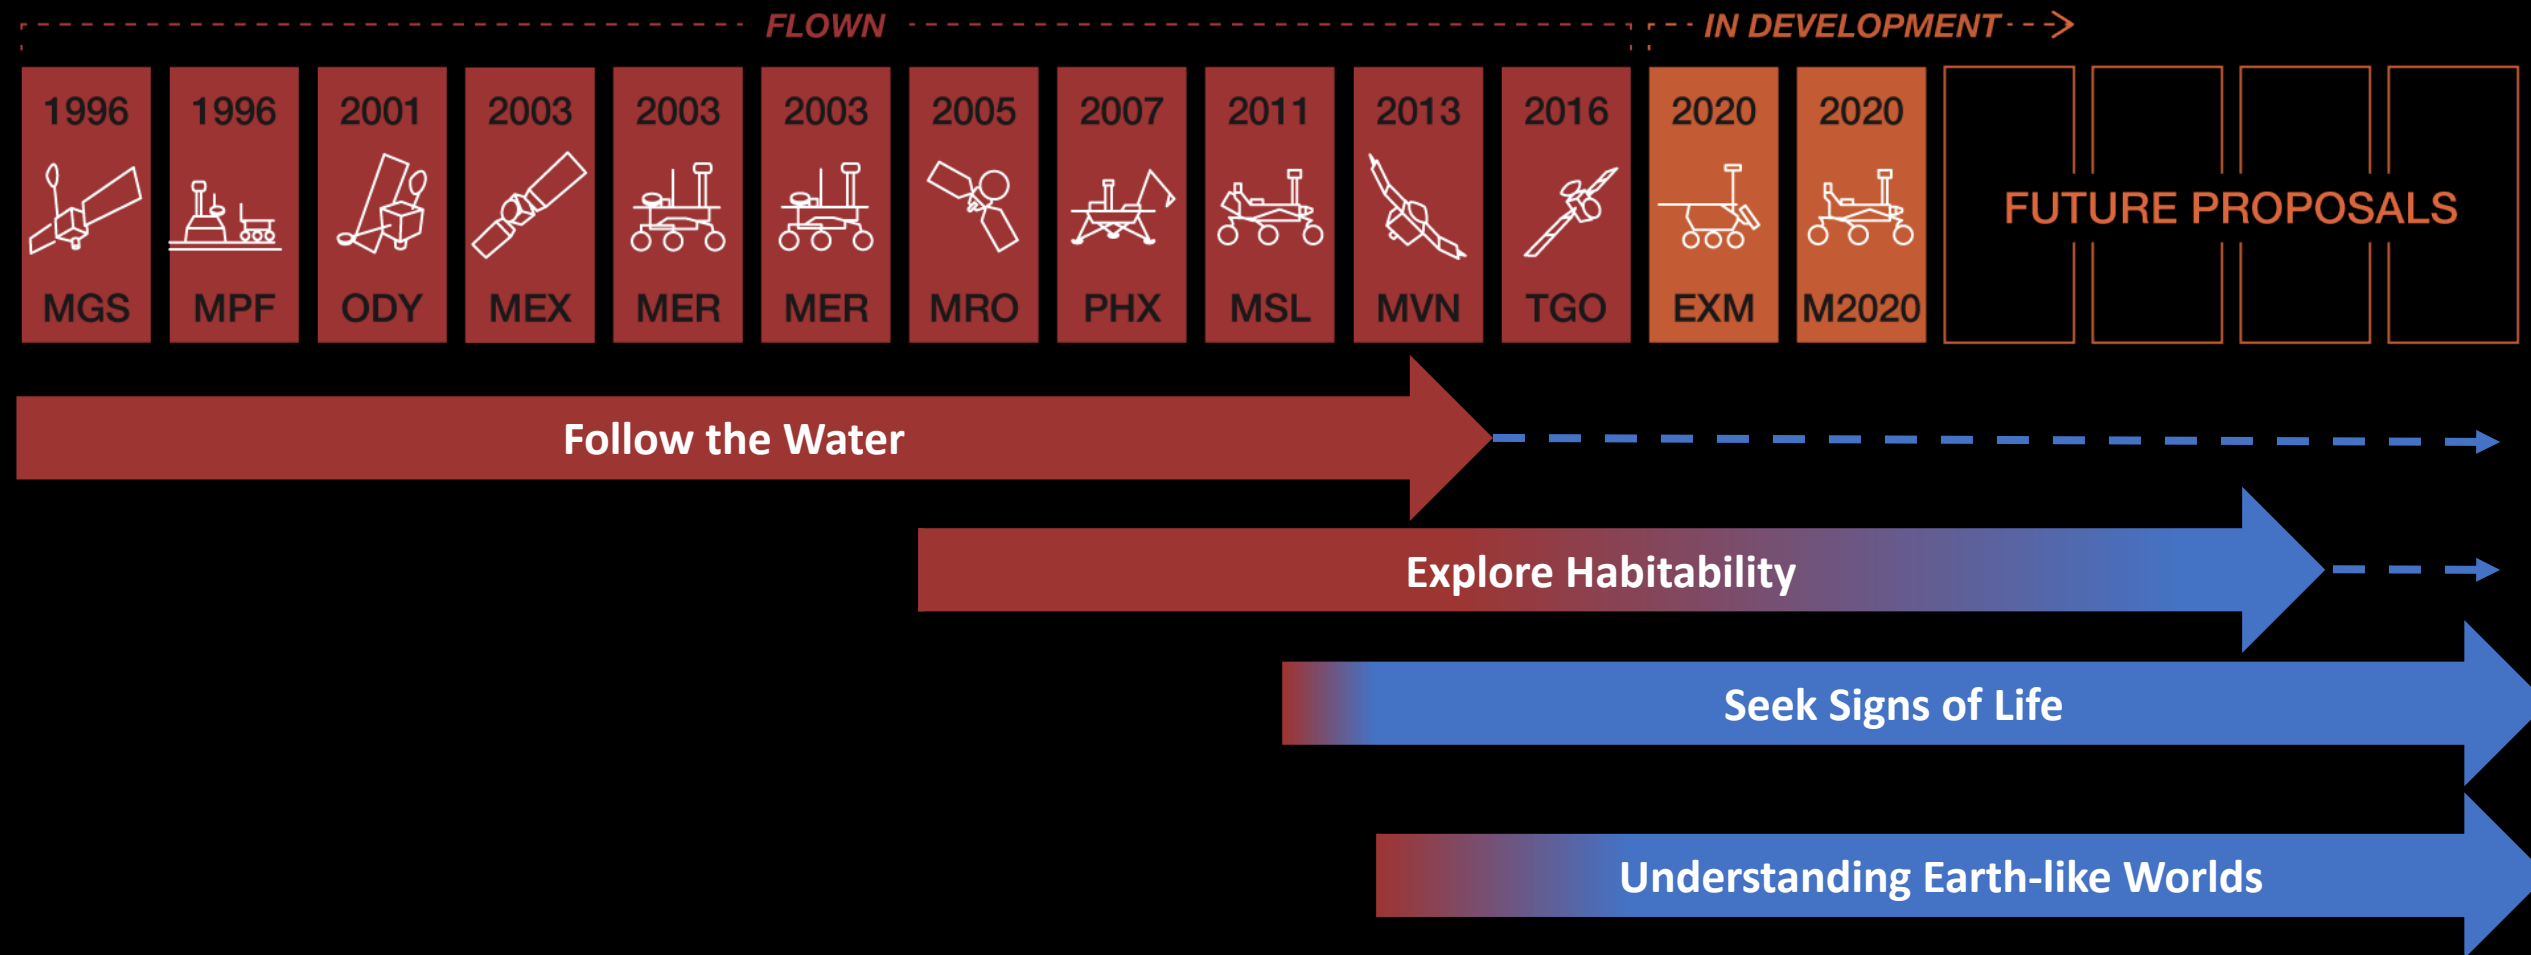 FLOWN IN DEVELOPMENT
1996 1996 2001 2003 2003 2003 2005 2007 2011 2013 2016 2020 2020
FUTURE PROPOSALS
MGS MPF ODY MEX MER MER MRO PHX MSL MVN TGO EXM M2020
Follow the Water
Explore Habitability
Seek Signs of Life
Understanding Earth-like Worlds